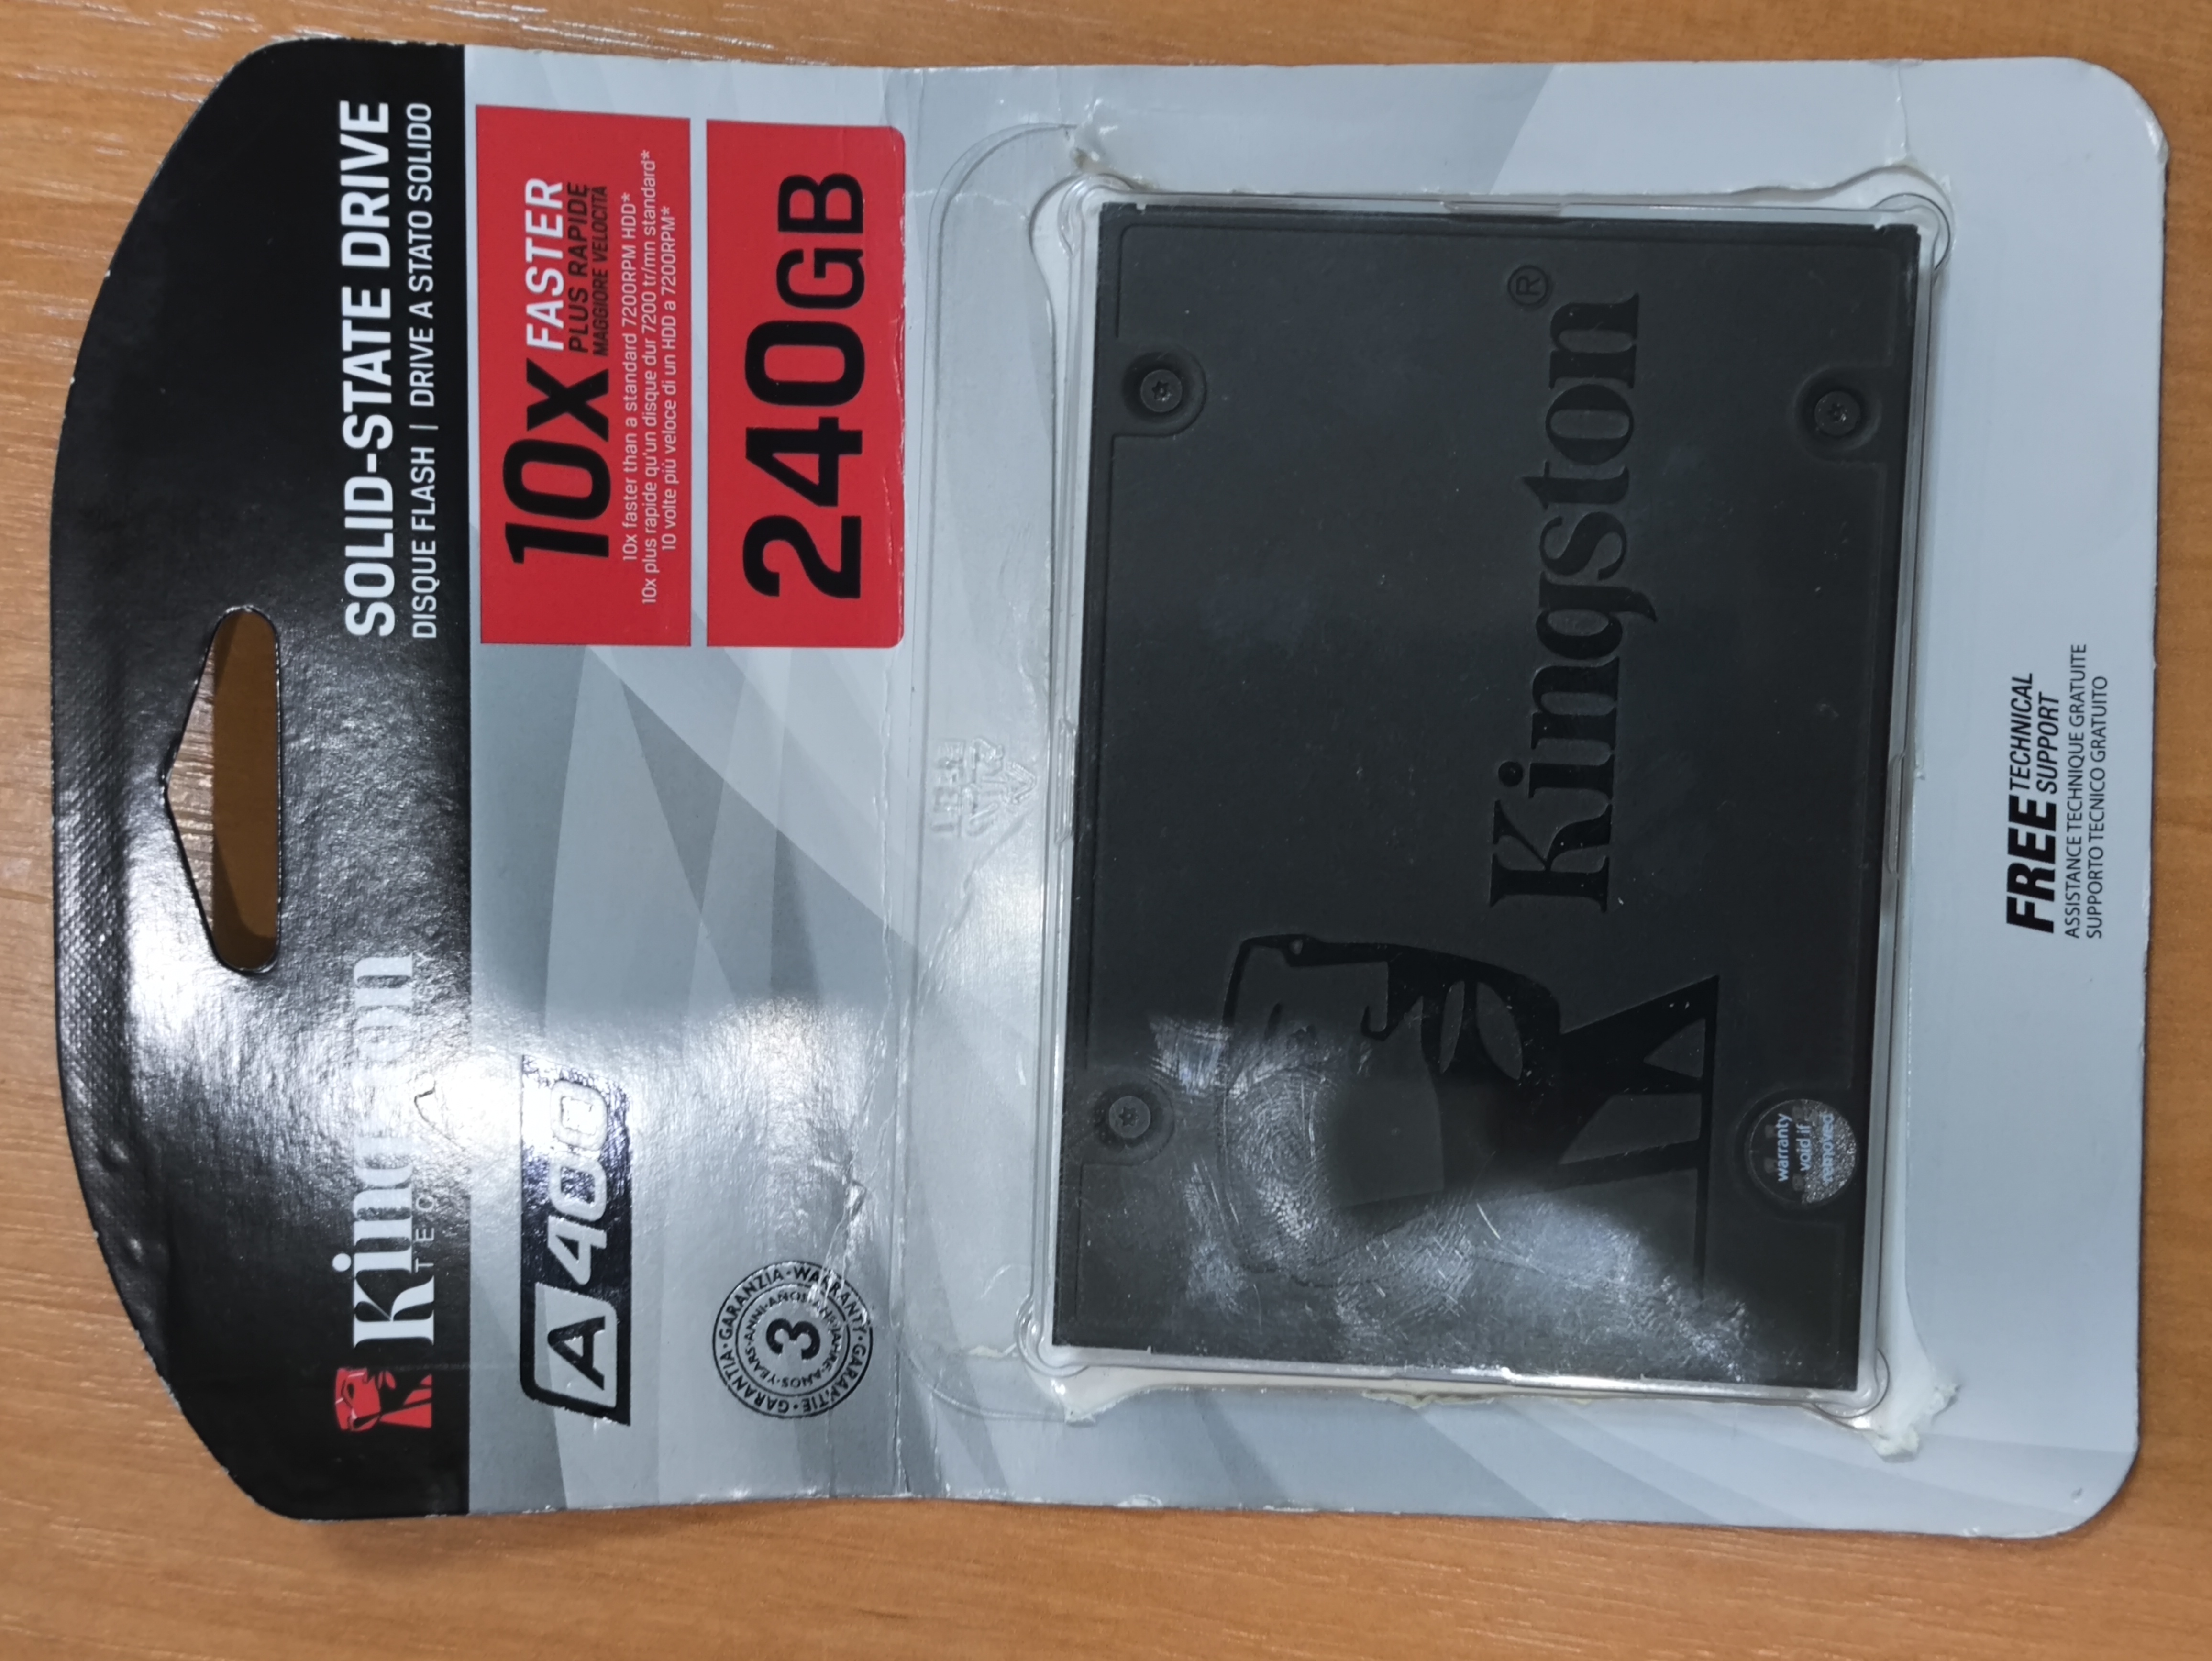 Kingston
SOLID-STATE DRIVE
DISQUE FLASH | DRIVE A STATO SOLIDO
A400
10x FASTER
PLUS RAPIDE
MAGGIORE VELOCITÀ
10x faster than a standard 7200RPM HDD*
10x plus rapide qu'un disque dur 7200 tr/mn standard*
10 volte più veloce di un HDD a 7200RPM*
240GB
3
GARANTIA·GARANZIA·WARRANTY·GARANTIE
Kingston®
warranty
void if
removed
FREE TECHNICAL
SUPPORT
ASSISTANCE TECHNIQUE GRATUITE
SUPPORTO TECNICO GRATUITO